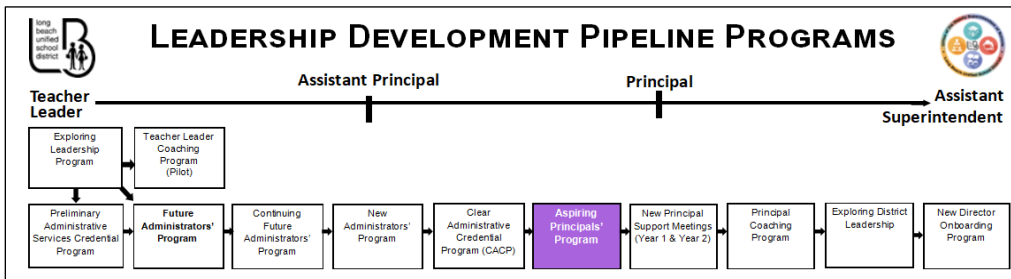 long
beach
unified
school
district
LEADERSHIP DEVELOPMENT PIPELINE PROGRAMS
Assistant Principal
Principal
Teacher
Leader
Assistant
Superintendent
Exploring
Leadership
Program
Teacher Leader
Coaching
Program
(Pilot)
Preliminary
Administrative
Services Credential
Program
Future
Administrators'
Program
Continuing
Future
Administrators'
Program
New
Administrators'
Program
Clear
Administrative
Credential
Program (CACP)
Aspiring
Principals'
Program
New Principal
Support Meetings
(Year 1 & Year 2)
Principal
Coaching
Program
Exploring District
Leadership
New Director
Onboarding
Program